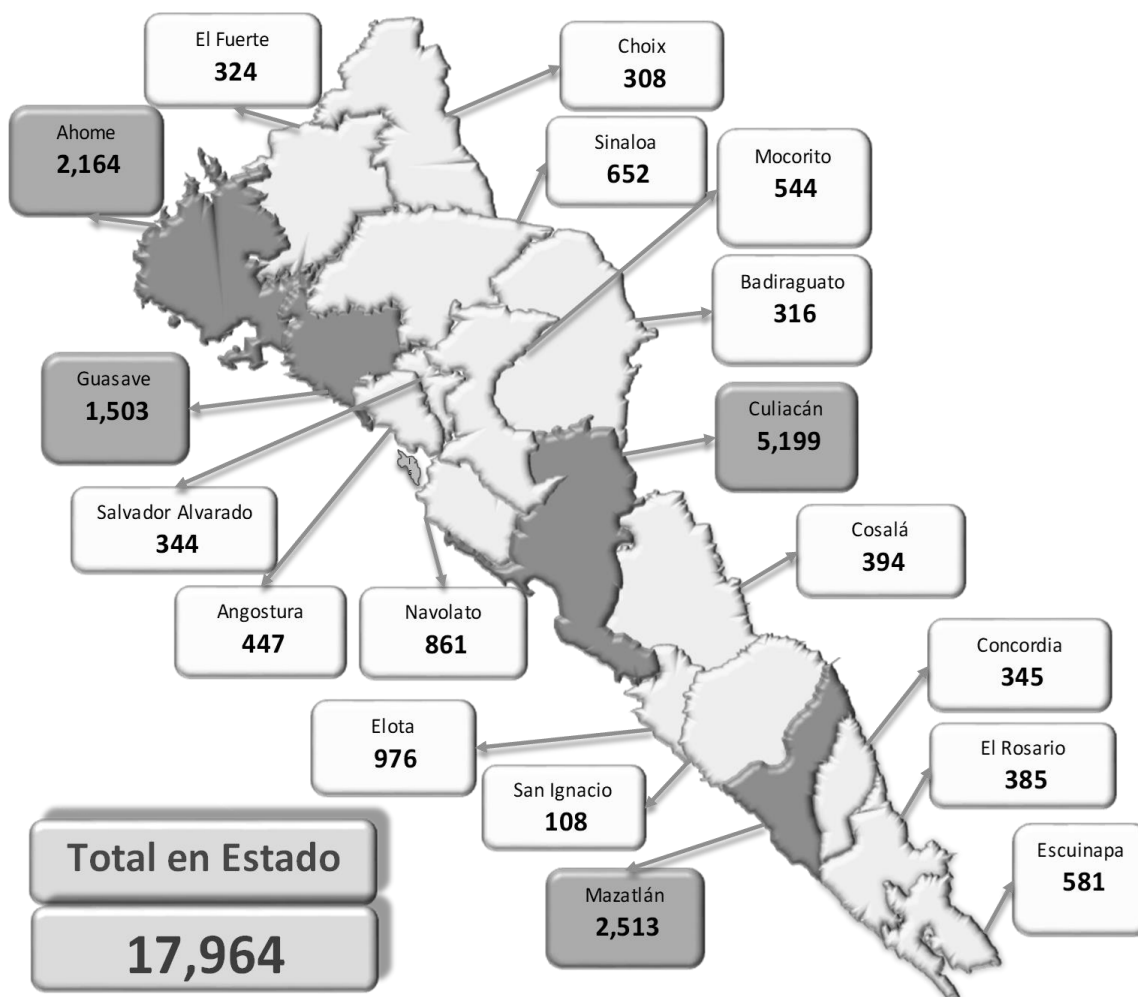 El Fuerte
324
Choix
308
Ahome
2,164
Sinaloa
652
Mocorito
544
Badiraguato
316
Guasave
1,503
Culiacán
5,199
Salvador Alvarado
344
Cosalá
394
Angostura
447
Navolato
861
Concordia
345
Elota
976
El Rosario
385
San Ignacio
108
Escuinapa
581
Mazatlán
2,513
Total en Estado
17,964